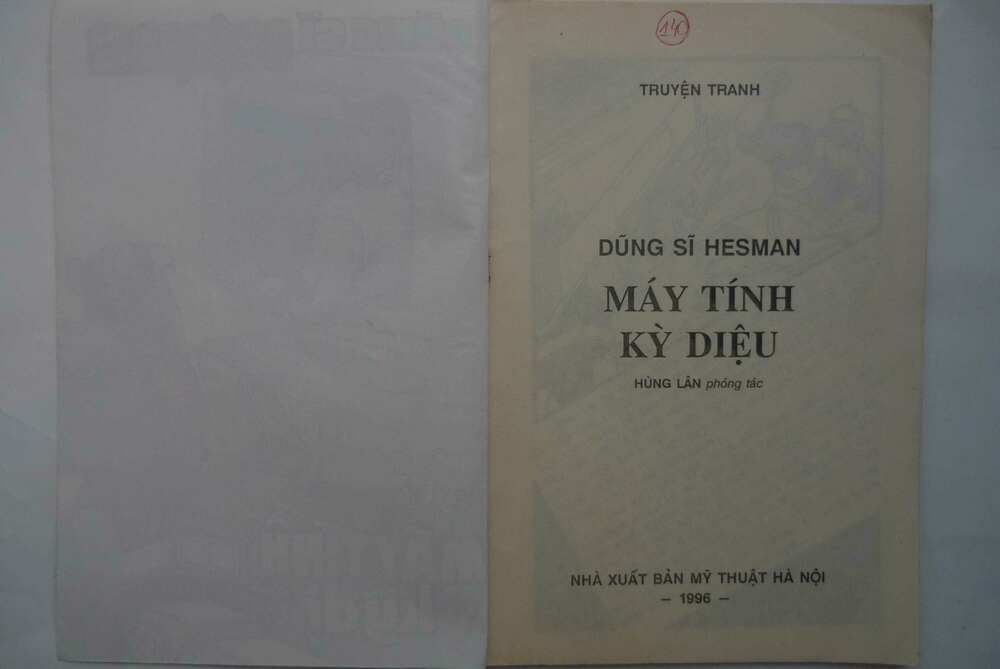 140
TRUYỆN TRANH
DŨNG SĨ HESMAN
MÁY TÍNH
KỲ DIỆU
HÙNG LÂN phóng tác
NHÀ XUẤT BẢN MỸ THUẬT HÀ NỘI
– 1996 –